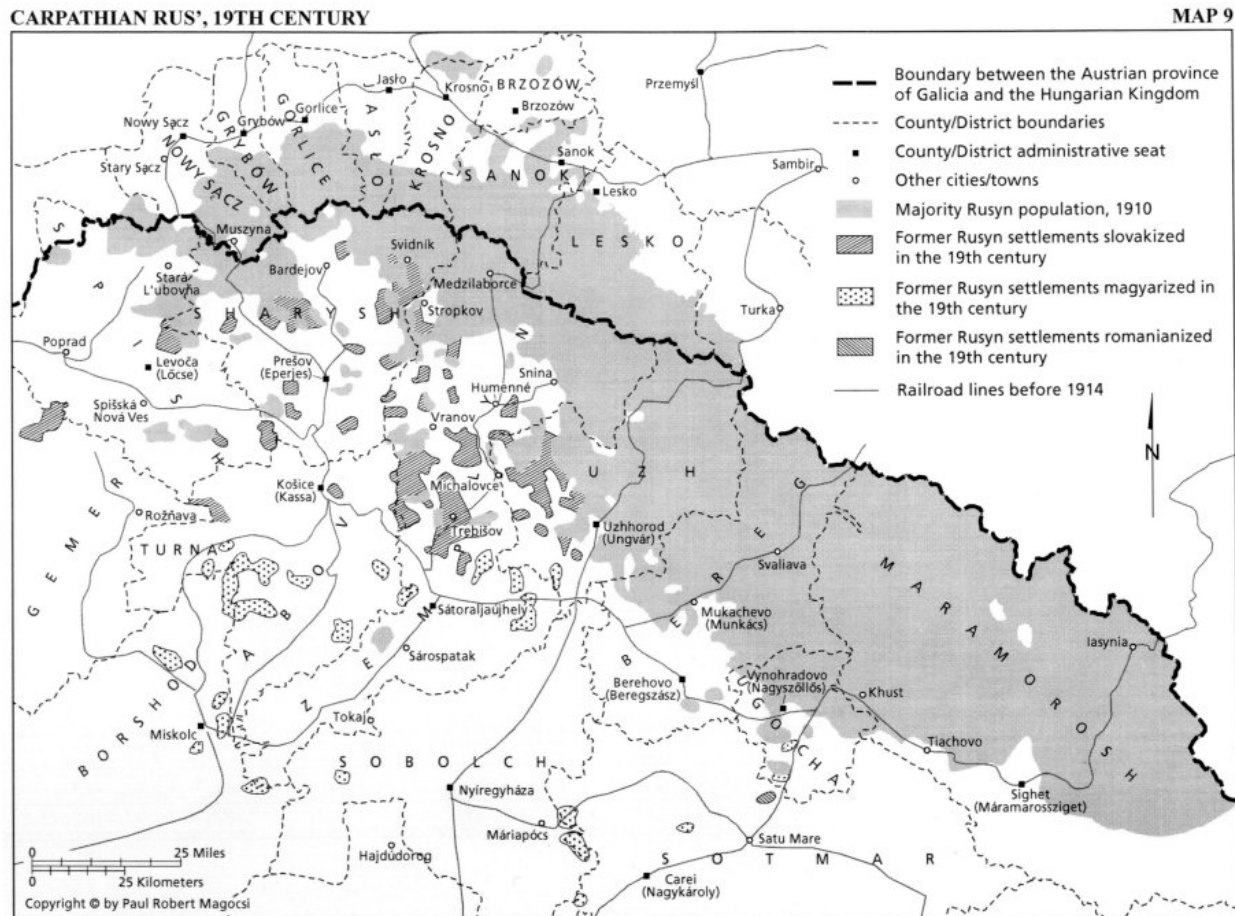 CARPATHIAN RUS', 19TH CENTURY
MAP 9
Boundary between the Austrian province
of Galicia and the Hungarian Kingdom
County/District boundaries
County/District administrative seat
Other cities/towns
Majority Rusyn population, 1910
Former Rusyn settlements slovakized
in the 19th century
Former Rusyn settlements magyarized in
the 19th century
Former Rusyn settlements romanianized
in the 19th century
Railroad lines before 1914
N
Przemyśl
Jasło
Krosno
BRZOZÓW
Brzozów
Gorlice
Grybów
Nowy Sącz
Stary Sącz
NOWY SĄCZ
GRYBÓW
GORLICE
JASŁO
KROSNO
SANOK
Sanok
Lesko
LESKO
Sambir
Turka
Muszyna
Svidník
Bardejov
Medzilaborce
Stará
L'ubovňa
Stropkov
SPISH
SHARYSH
Poprad
Levoča
(Lőcse)
Prešov
(Eperjes)
Snina
Humenné
Spišská
Nová Ves
Vranov
ZEMPLYN
UZH
Michalovce
Košice
(Kassa)
Rožňava
Trebišov
Uzhhorod
(Ungvár)
GEMER
TURNA
ABOV
Svaliava
BEREG
MARAMOROSH
Sátoraljaújhely
Mukachevo
(Munkács)
Iasynia
Sárospatak
Berehovo
(Beregszász)
Vynohradovo
(Nagyszőllős)
Khust
UGOCHA
BORSHOD
Miskolc
Tokaj
Tiachovo
SOBOLCH
Sighet
(Máramarossziget)
Nyíregyháza
Máriapócs
Satu Mare
Hajdúdorog
SOTMAR
Carei
(Nagykároly)
0 25 Miles
0 25 Kilometers
Copyright © by Paul Robert Magocsi